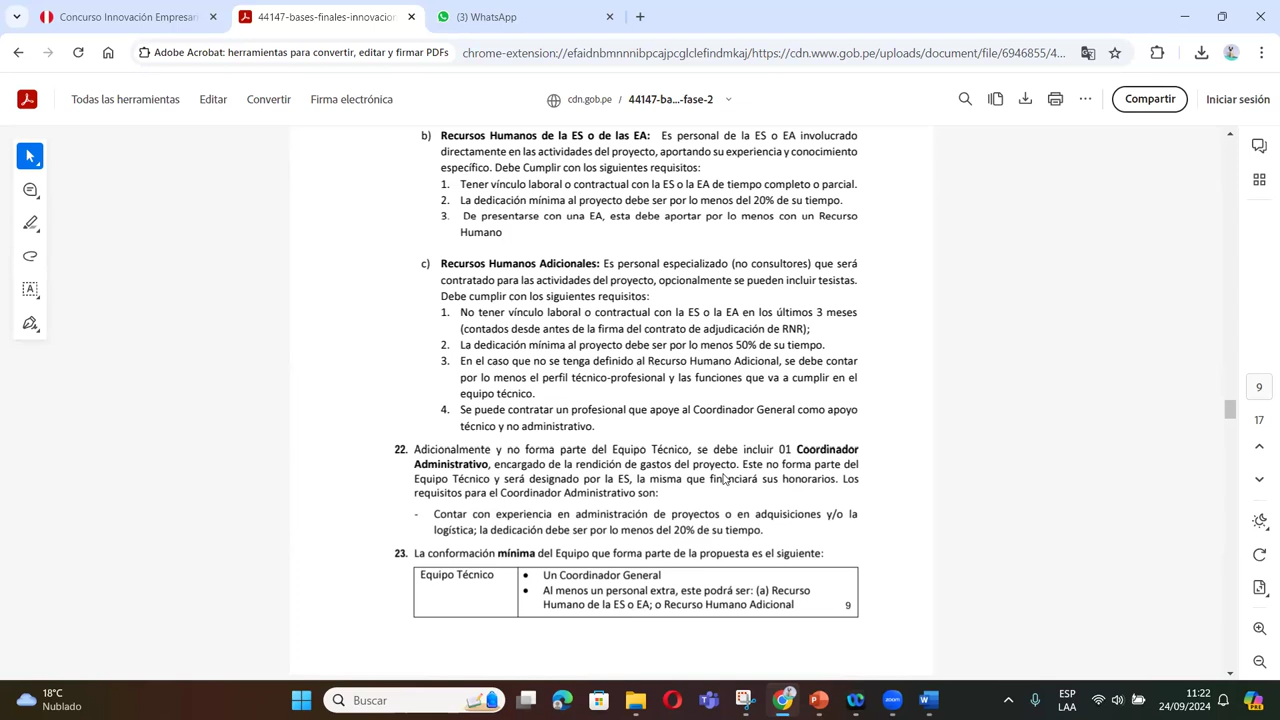 Concurso Innovación Empresari
44147-bases-finales-innovacion
(3) WhatsApp
Adobe Acrobat: herramientas para convertir, editar y firmar PDFs
chrome-extension://efaidnbmnnnibpcajpcglclefindmkaj/https://cdn.www.gob.pe/uploads/document/file/6946855/4...
Todas las herramientas
Editar
Convertir
Firma electrónica
cdn.gob.pe / 44147-ba...-fase-2
Compartir
Iniciar sesión
b) Recursos Humanos de la ES o de las EA: Es personal de la ES o EA involucrado
directamente en las actividades del proyecto, aportando su experiencia y conocimiento
específico. Debe Cumplir con los siguientes requisitos:
1. Tener vínculo laboral o contractual con la ES o la EA de tiempo completo o parcial.
2. La dedicación mínima al proyecto debe ser por lo menos del 20% de su tiempo.
3. De presentarse con una EA, esta debe aportar por lo menos con un Recurso
Humano
c) Recursos Humanos Adicionales: Es personal especializado (no consultores) que será
contratado para las actividades del proyecto, opcionalmente se pueden incluir tesistas.
Debe cumplir con los siguientes requisitos:
1. No tener vínculo laboral o contractual con la ES o la EA en los últimos 3 meses
(contados desde antes de la firma del contrato de adjudicación de RNR);
2. La dedicación mínima al proyecto debe ser por lo menos 50% de su tiempo.
3. En el caso que no se tenga definido al Recurso Humano Adicional, se debe contar
por lo menos el perfil técnico-profesional y las funciones que va a cumplir en el
equipo técnico.
4. Se puede contratar un profesional que apoye al Coordinador General como apoyo
técnico y no administrativo.
22. Adicionalmente y no forma parte del Equipo Técnico, se debe incluir 01 Coordinador
Administrativo, encargado de la rendición de gastos del proyecto. Este no forma parte del
Equipo Técnico y será designado por la ES, la misma que financiará sus honorarios. Los
requisitos para el Coordinador Administrativo son:
- Contar con experiencia en administración de proyectos o en adquisiciones y/o la
logística; la dedicación debe ser por lo menos del 20% de su tiempo.
23. La conformación mínima del Equipo que forma parte de la propuesta es el siguiente:
Equipo Técnico
• Un Coordinador General
• Al menos un personal extra, este podrá ser: (a) Recurso
Humano de la ES o EA; o Recurso Humano Adicional
9
9
17
18°C
Nublado
Buscar
ESP
LAA
11:22
24/09/2024